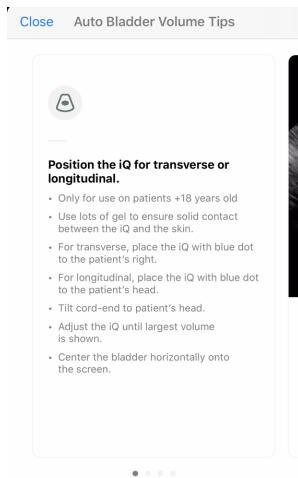 Close Auto Bladder Volume Tips
Position the iQ for transverse or
longitudinal.
• Only for use on patients +18 years old
• Use lots of gel to ensure solid contact
between the iQ and the skin.
• For transverse, place the iQ with blue dot
to the patient's right.
• For longitudinal, place the iQ with blue dot
to the patient's head.
• Tilt cord-end to patient's head.
• Adjust the iQ until largest volume
is shown.
• Center the bladder horizontally onto
the screen.